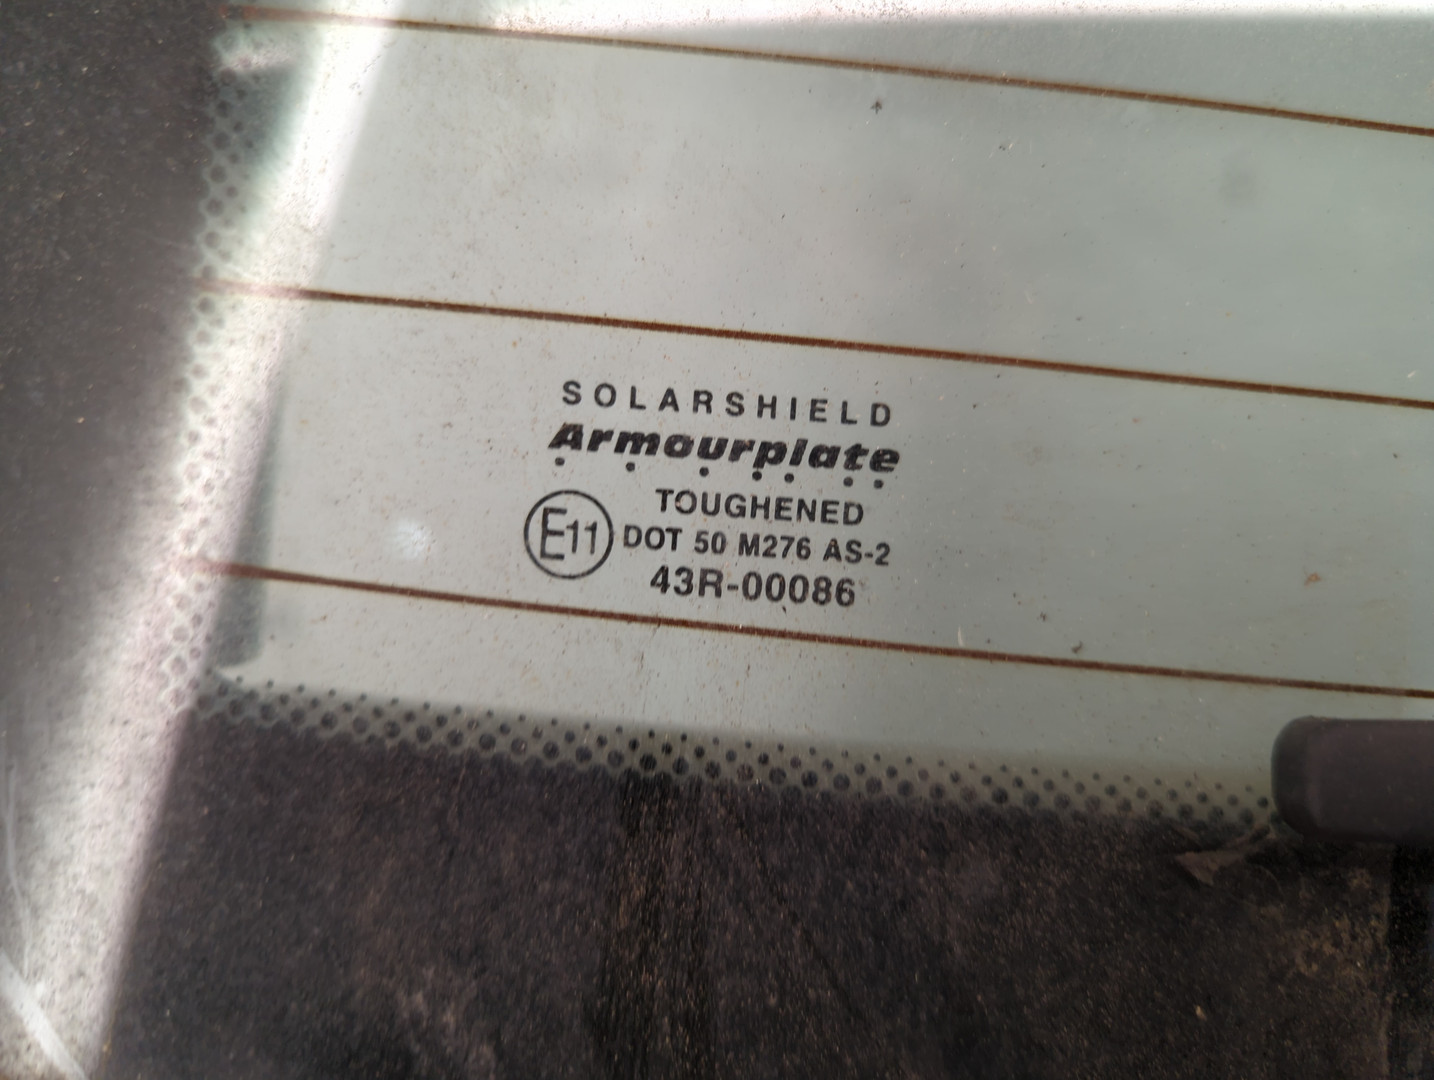 SOLARSHIELD
Armourplate
TOUGHENED
E11 DOT 50 M276 AS-2
43R-00086